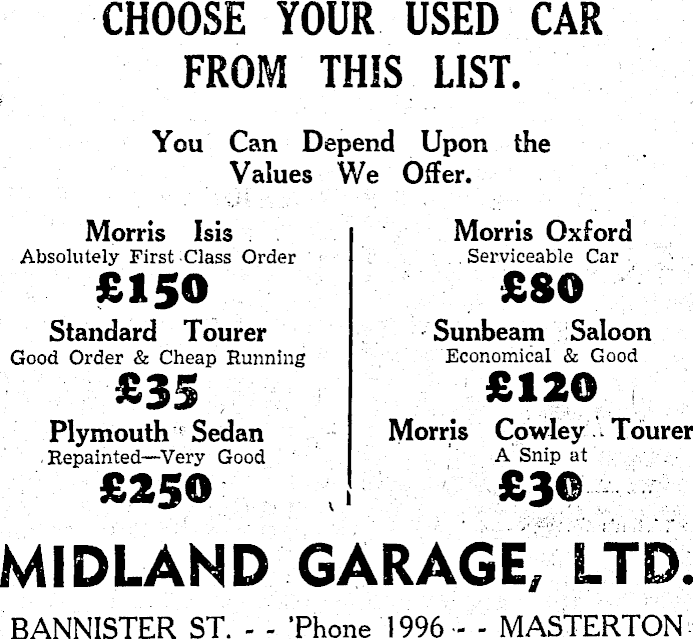 CHOOSE YOUR USED CAR
FROM THIS LIST.
You Can Depend Upon the
Values We Offer.
Morris Isis
Absolutely First Class Order
£150
Standard Tourer
Good Order & Cheap Running
£35
Plymouth Sedan
Repainted—Very Good
£250
Morris Oxford
Serviceable Car
£80
Sunbeam Saloon
Economical & Good
£120
Morris Cowley Tourer
A Snip at
£30
MIDLAND GARAGE, LTD.
BANNISTER ST. - - 'Phone 1996 - - MASTERTON